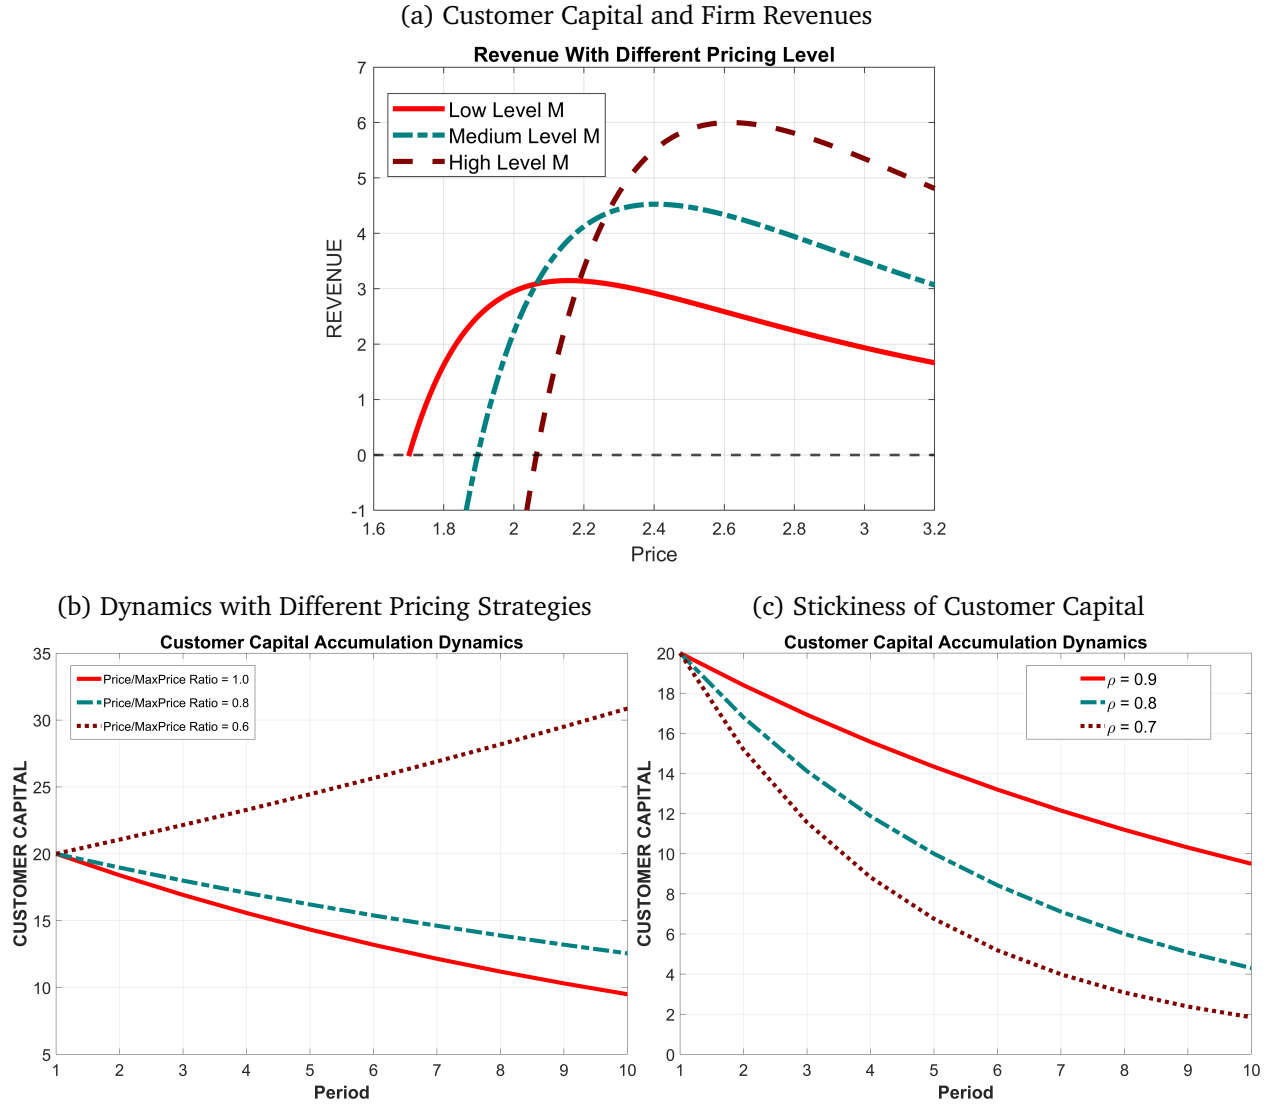 (a) Customer Capital and Firm Revenues
Revenue With Different Pricing Level
7
6
5
4
3
2
1
0
-1
REVENUE
Low Level M
Medium Level M
High Level M
1.6 1.8 2 2.2 2.4 2.6 2.8 3 3.2
Price
(b) Dynamics with Different Pricing Strategies
Customer Capital Accumulation Dynamics
35
30
25
20
15
10
5
CUSTOMER CAPITAL
Price/MaxPrice Ratio = 1.0
Price/MaxPrice Ratio = 0.8
Price/MaxPrice Ratio = 0.6
1 2 3 4 5 6 7 8 9 10
Period
(c) Stickiness of Customer Capital
Customer Capital Accumulation Dynamics
20
18
16
14
12
10
8
6
4
2
0
CUSTOMER CAPITAL
ρ = 0.9
ρ = 0.8
ρ = 0.7
1 2 3 4 5 6 7 8 9 10
Period